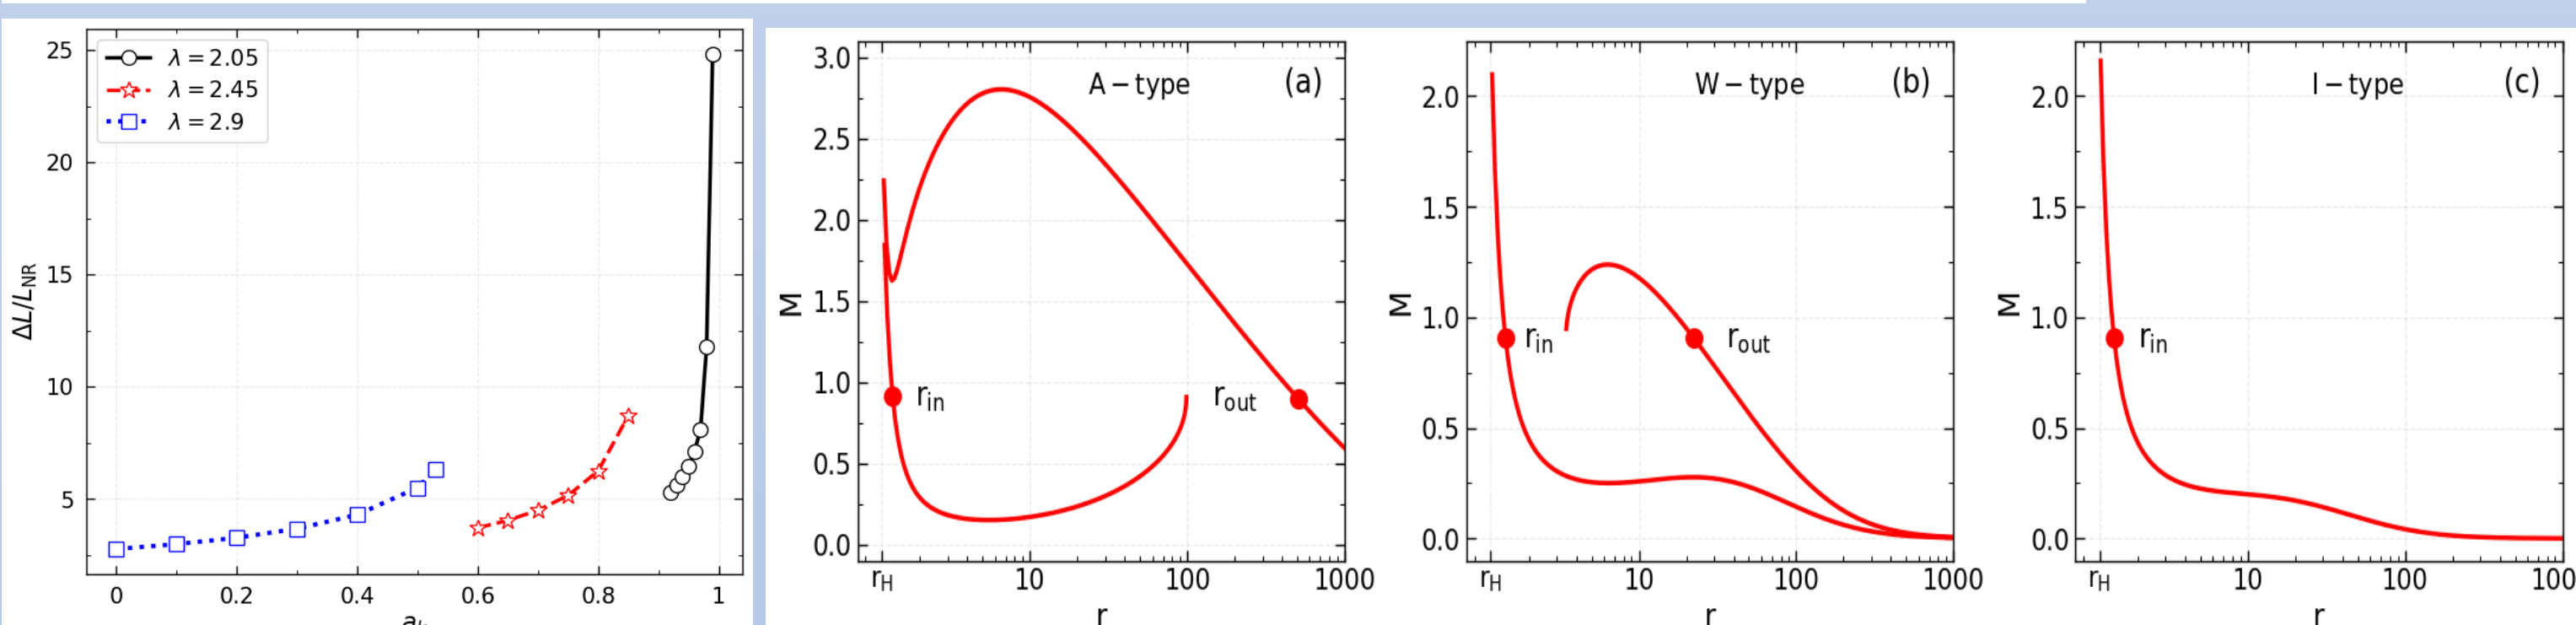 25
20
15
10
5
ΔL/L_NR
λ = 2.05
λ = 2.45
λ = 2.9
0 0.2 0.4 0.6 0.8 1
3.0
2.5
2.0
1.5
1.0
0.5
0.0
M
A – type (a)
r_in
r_out
r_H 10 100 1000
r
2.0
1.5
1.0
0.5
0.0
M
W – type (b)
r_in
r_out
r_H 10 100 1000
r
2.0
1.5
1.0
0.5
0.0
M
I – type (c)
r_in
r_H 10 100
r